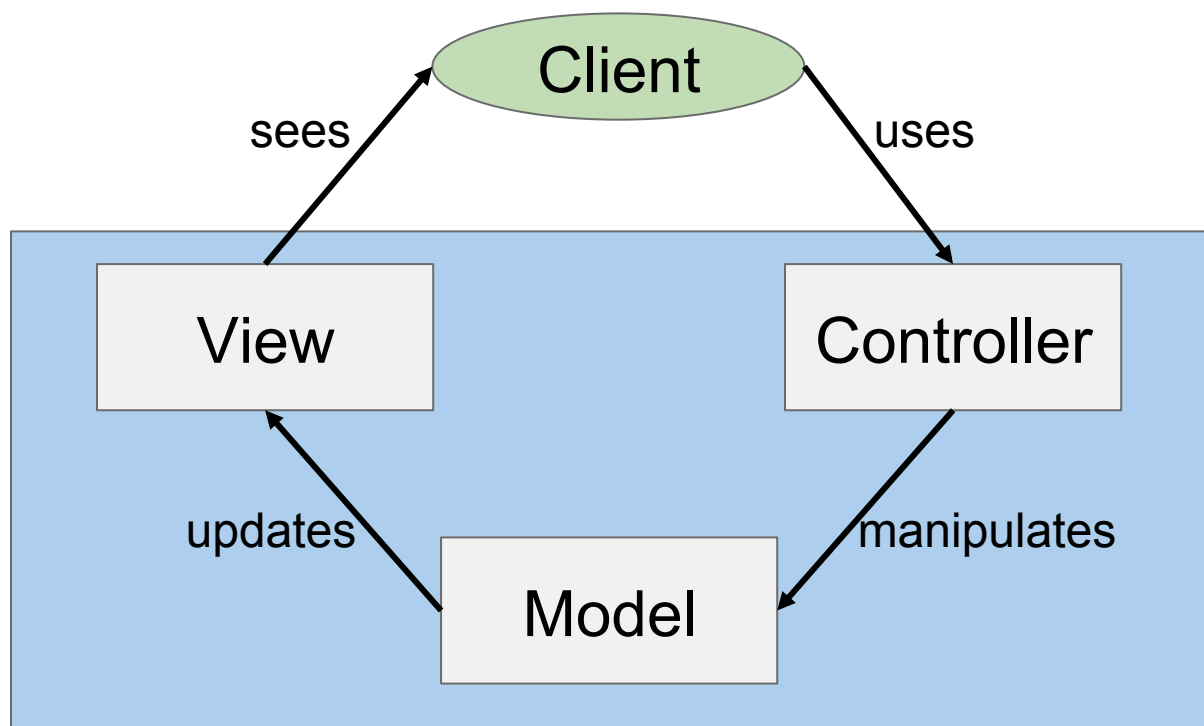 Client
sees
uses
View
Controller
updates
manipulates
Model